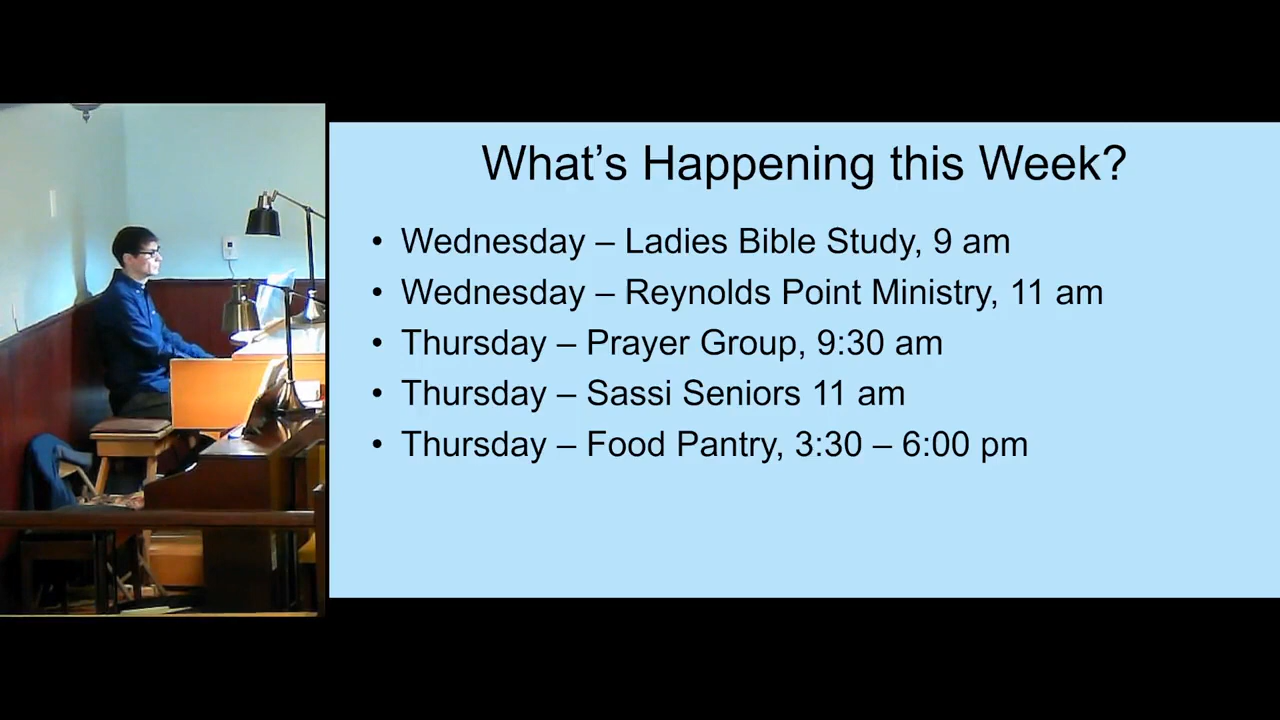 What’s Happening this Week?
• Wednesday – Ladies Bible Study, 9 am
• Wednesday – Reynolds Point Ministry, 11 am
• Thursday – Prayer Group, 9:30 am
• Thursday – Sassi Seniors 11 am
• Thursday – Food Pantry, 3:30 – 6:00 pm